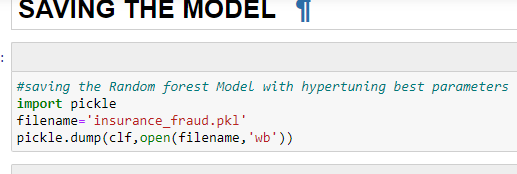 SAVING THE MODEL ¶
:
#saving the Random forest Model with hypertuning best parameters
import pickle
filename='insurance_fraud.pkl'
pickle.dump(clf,open(filename,'wb'))